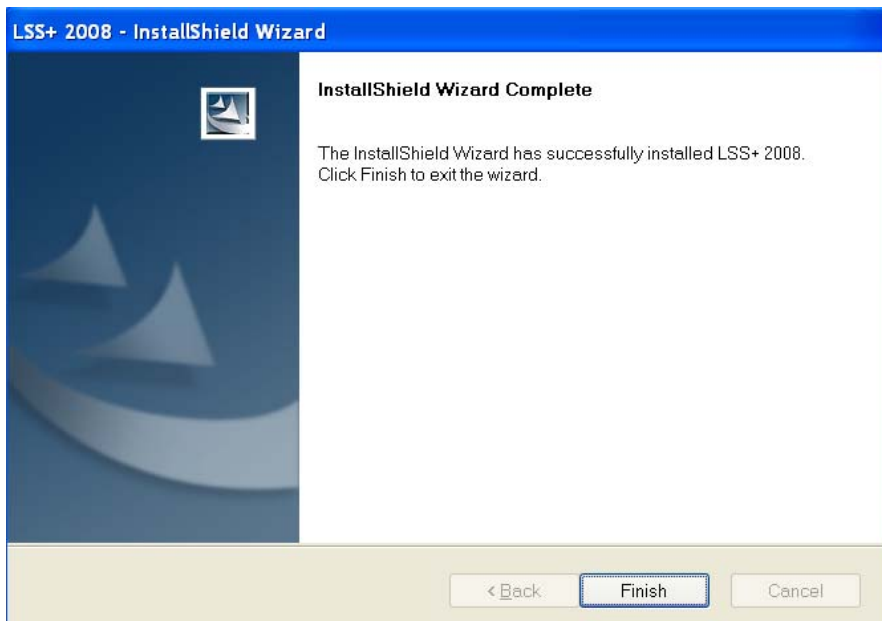 LSS+ 2008 - InstallShield Wizard
InstallShield Wizard Complete
The InstallShield Wizard has successfully installed LSS+ 2008.
Click Finish to exit the wizard.
< Back
Finish
Cancel